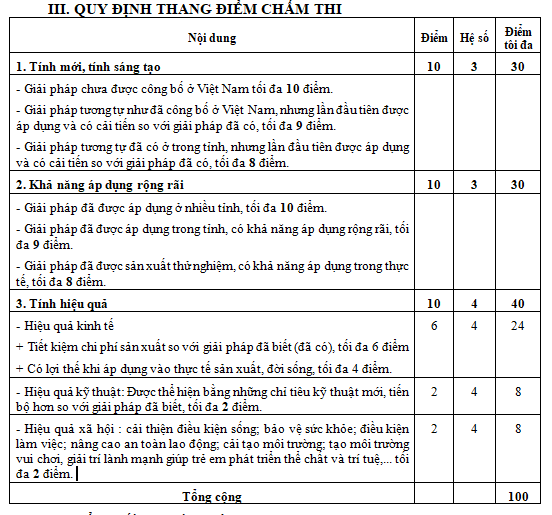 III. QUY ĐỊNH THANG ĐIỂM CHẤM THI
Nội dung Điểm Hệ số Điểm tối đa
1. Tính mới, tính sáng tạo 10 3 30
- Giải pháp chưa được công bố ở Việt Nam tối đa 10 điểm.
- Giải pháp tương tự như đã công bố ở Việt Nam, nhưng lần đầu tiên được
áp dụng và có cải tiến so với giải pháp đã có, tối đa 9 điểm.
- Giải pháp tương tự đã có ở trong tỉnh, nhưng lần đầu tiên được áp dụng
và có cải tiến so với giải pháp đã có, tối đa 8 điểm.
2. Khả năng áp dụng rộng rãi 10 3 30
- Giải pháp đã được áp dụng ở nhiều tỉnh, tối đa 10 điểm.
- Giải pháp đã được áp dụng trong tỉnh, có khả năng áp dụng rộng rãi, tối
đa 9 điểm.
- Giải pháp đã được sản xuất thử nghiệm, có khả năng áp dụng trong thực
tế, tối đa 8 điểm.
3. Tính hiệu quả 10 4 40
- Hiệu quả kinh tế 6 4 24
+ Tiết kiệm chi phí sản xuất so với giải pháp đã biết (đã có), tối đa 6 điểm
+ Có lợi thế khi áp dụng vào thực tế sản xuất, đời sống, tối đa 4 điểm.
- Hiệu quả kỹ thuật: Được thể hiện bằng những chỉ tiêu kỹ thuật mới, tiến 2 4 8
bộ hơn so với giải pháp đã biết, tối đa 2 điểm.
- Hiệu quả xã hội : cải thiện điều kiện sống; bảo vệ sức khỏe; điều kiện 2 4 8
làm việc; nâng cao an toàn lao động; cải tạo môi trường; tạo môi trường
vui chơi, giải trí lành mạnh giúp trẻ em phát triển thể chất và trí tuệ,... tối
đa 2 điểm.
Tổng cộng 100